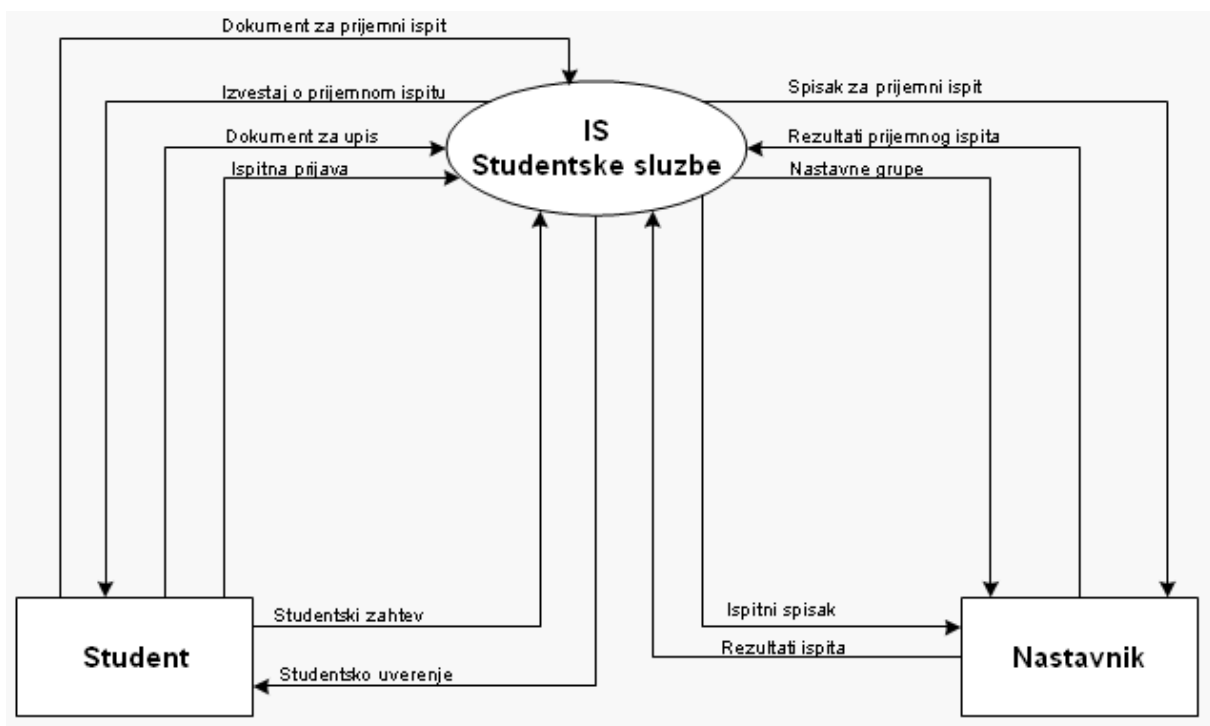 Dokument za prijemni ispit
Izvestaj o prijemnom ispitu
Spisak za prijemni ispit
IS
Studentske sluzbe
Dokument za upis
Rezultati prijemnog ispita
Ispitna prijava
Nastavne grupe
Studentski zahtev
Ispitni spisak
Student
Rezultati ispita
Nastavnik
Studentsko uverenje